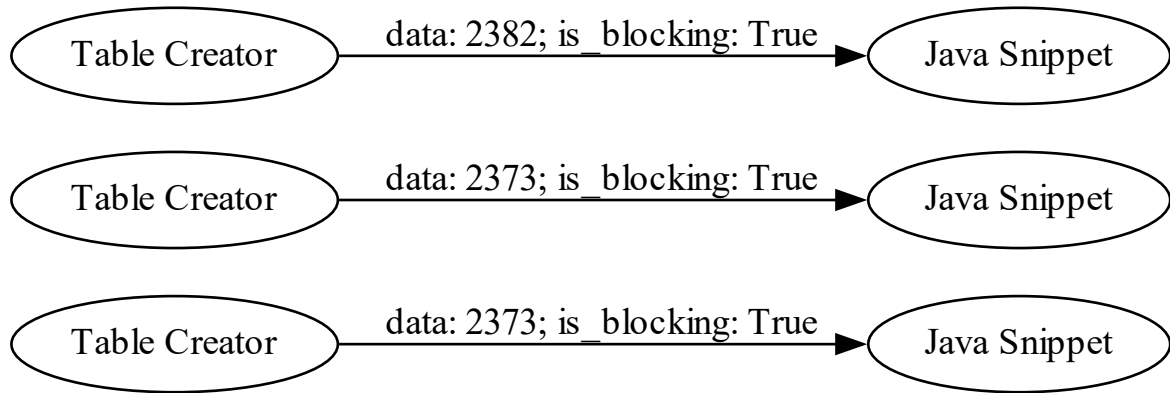 Table Creator data: 2382; is_blocking: True Java Snippet
Table Creator data: 2373; is_blocking: True Java Snippet
Table Creator data: 2373; is_blocking: True Java Snippet